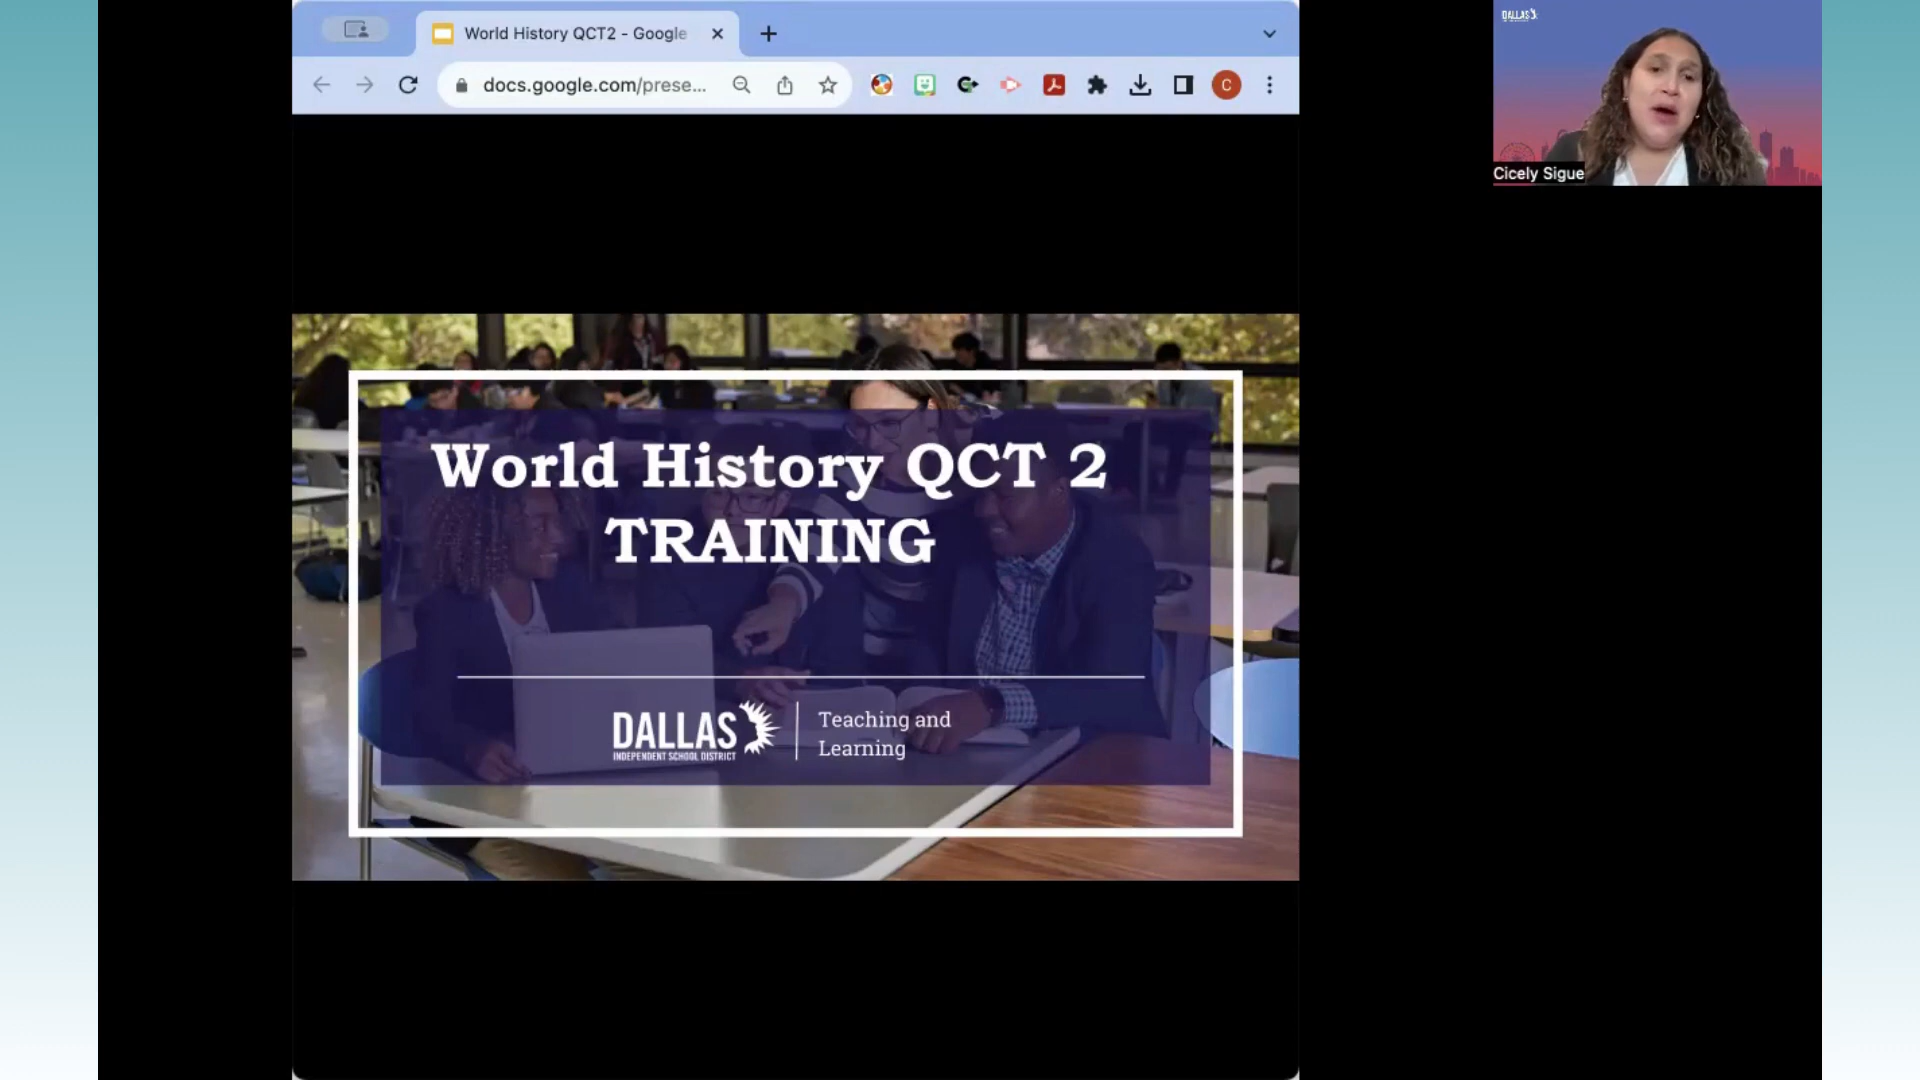 World History QCT2 - Google
docs.google.com/prese...
C
DALLAS
Cicely Sigue
World History QCT 2
TRAINING
DALLAS
INDEPENDENT SCHOOL DISTRICT
Teaching and
Learning